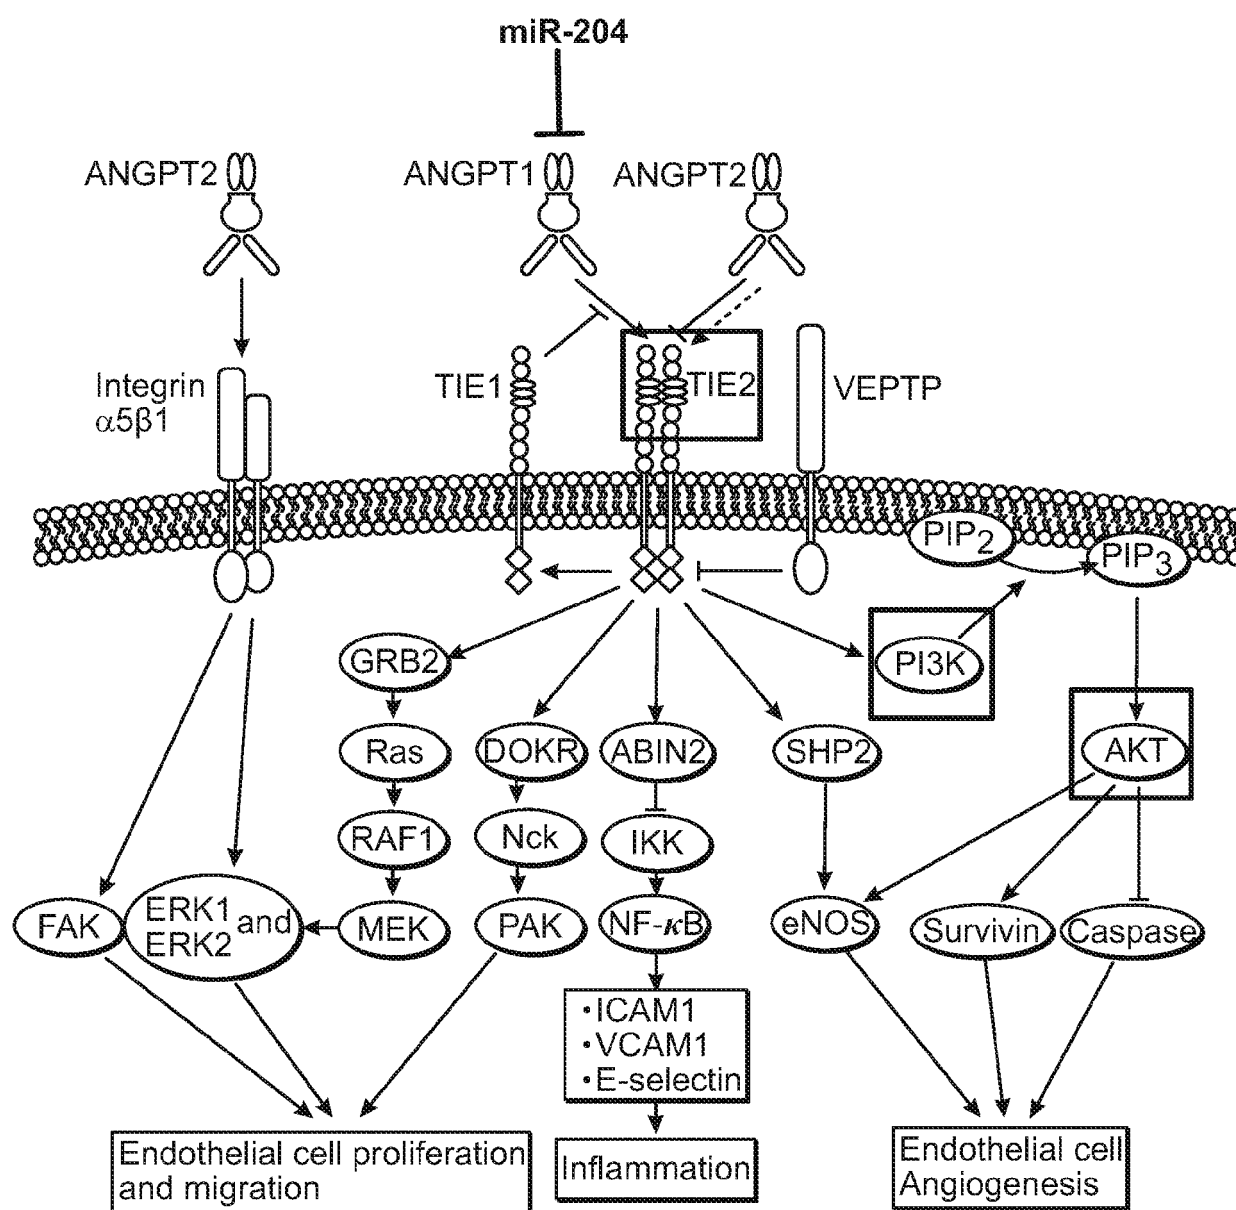 miR-204
ANGPT2
ANGPT1
ANGPT2
Integrin
α5β1
TIE1
TIE2
VEPTP
PIP2
PIP3
GRB2
PI3K
Ras
DOKR
ABIN2
SHP2
AKT
RAF1
Nck
IKK
FAK
ERK1
ERK2
and
MEK
PAK
NF-κB
eNOS
Survivin
Caspase
•ICAM1
•VCAM1
•E-selectin
Endothelial cell proliferation
and migration
Inflammation
Endothelial cell
Angiogenesis